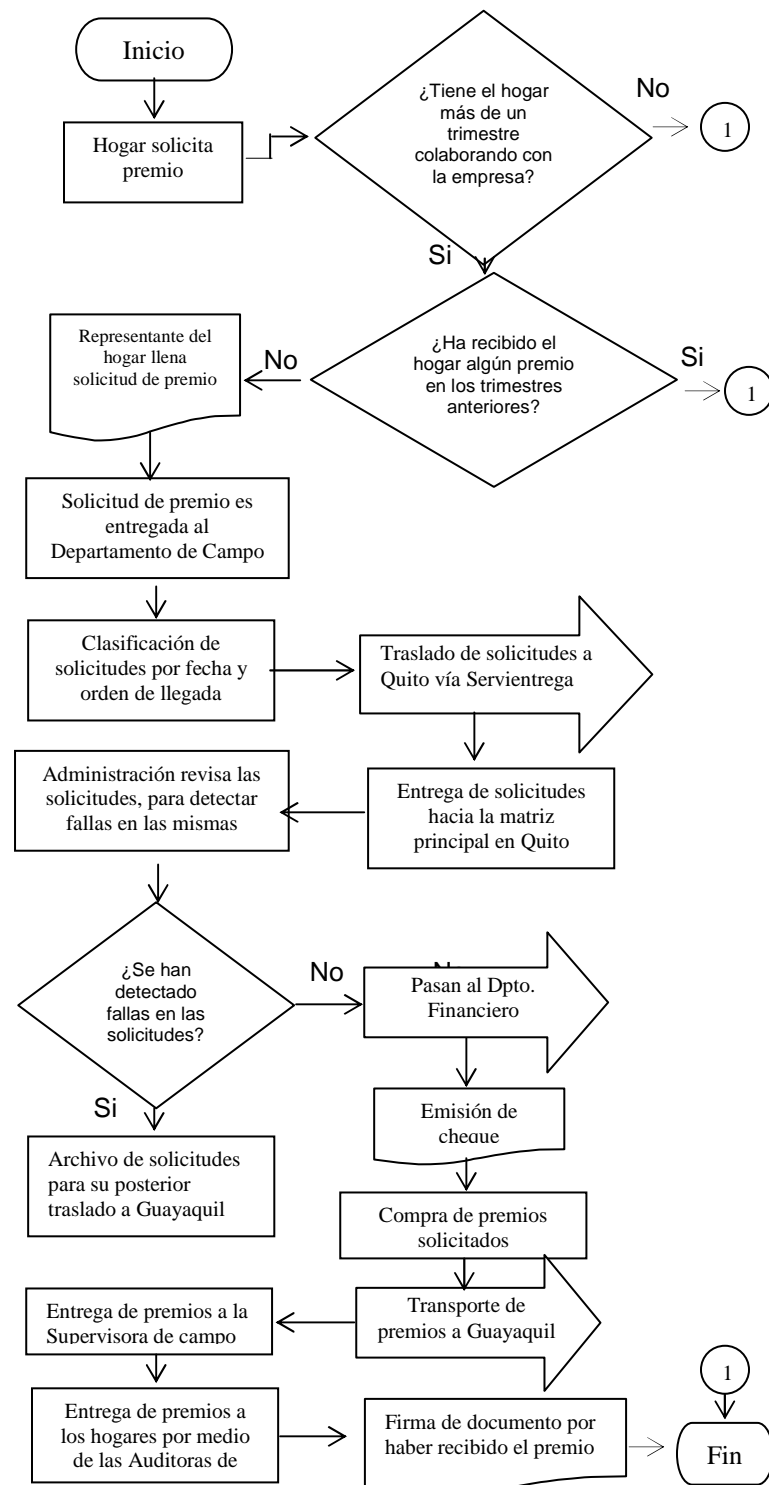 Inicio
¿Tiene el hogar
más de un
trimestre
colaborando con
la empresa?
No
1
Hogar solicita
premio
Si
Representante del
hogar llena
solicitud de premio
No
¿Ha recibido el
hogar algún premio
en los trimestres
anteriores?
Si
1
Solicitud de premio es
entregada al
Departamento de Campo
Clasificación de
solicitudes por fecha y
orden de llegada
Traslado de solicitudes a
Quito vía Servientrega
Administración revisa las
solicitudes, para detectar
fallas en las mismas
Entrega de solicitudes
hacia la matriz
principal en Quito
¿Se han
detectado
fallas en las
solicitudes?
No
Pasan al Dpto.
Financiero
Si
Emisión de
cheque
Archivo de solicitudes
para su posterior
traslado a Guayaquil
Compra de premios
solicitados
Entrega de premios a la
Supervisora de campo
Transporte de
premios a Guayaquil
1
Entrega de premios a
los hogares por medio
de las Auditoras de
Firma de documento por
haber recibido el premio
Fin